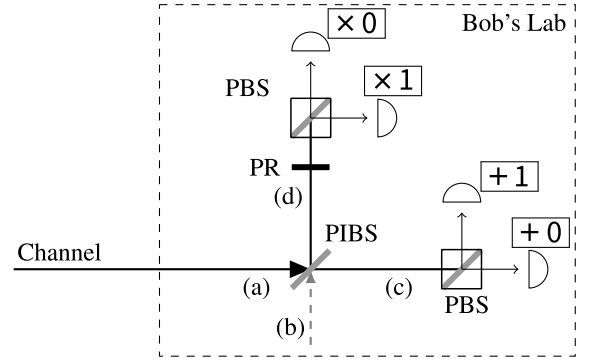 × 0
Bob's Lab
× 1
PBS
PR
(d)
+ 1
PIBS
+ 0
Channel
(a)
(c)
PBS
(b)